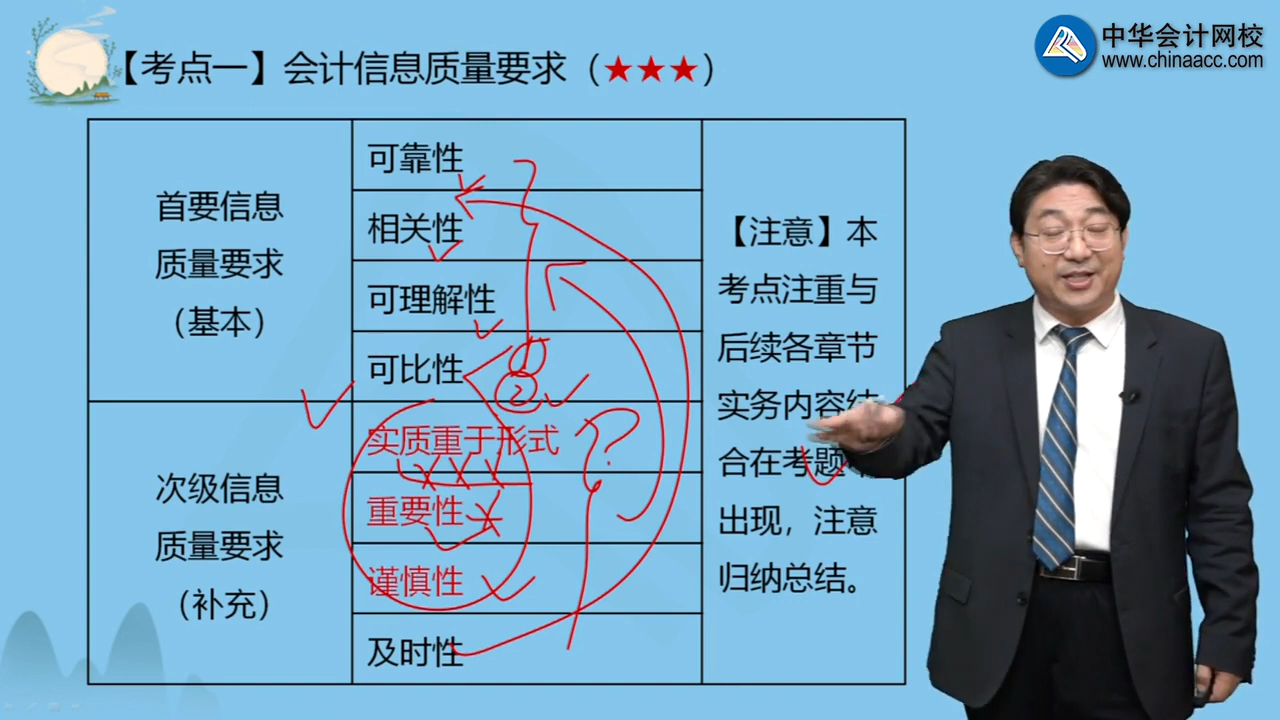 中华会计网校
www.chinaacc.com
【考点一】会计信息质量要求（★★★）
首要信息
质量要求
（基本）
可靠性
相关性
可理解性
可比性
②
次级信息
质量要求
（补充）
实质重于形式
?
重要性
谨慎性
及时性
【注意】本
考点注重与
后续各章节
实务内容
合在考题
出现，注意
归纳总结。